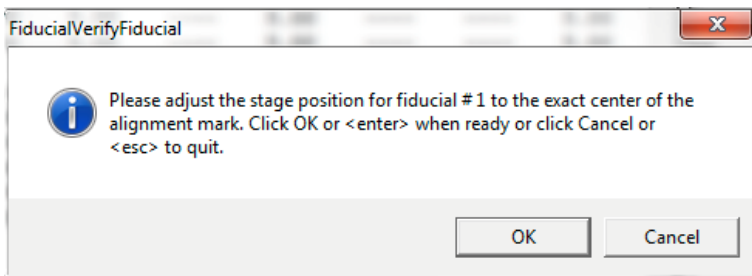 FiducialVerifyFiducial
Please adjust the stage position for fiducial #1 to the exact center of the
alignment mark. Click OK or <enter> when ready or click Cancel or
<esc> to quit.
OK
Cancel